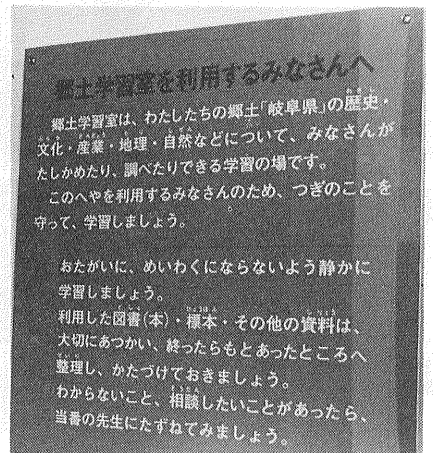 郷土学習室を利用するみなさんへ
郷土学習室は、わたしたちの郷土「岐阜県」の歴史・
文化・産業・地理・自然などについて、みなさんが
たしかめたり、調べたりできる学習の場です。
このへやを利用するみなさんのため、つぎのことを
守って、学習しましょう。
おたがいに、めいわくにならないよう静かに
学習しましょう。
利用した図書(本)・標本・その他の資料は、
大切にあつかい、終ったらもとあったところへ
整理し、かたづけておきましょう。
わからないこと、相談したいことがあったら、
当番の先生にたずねてみましょう。